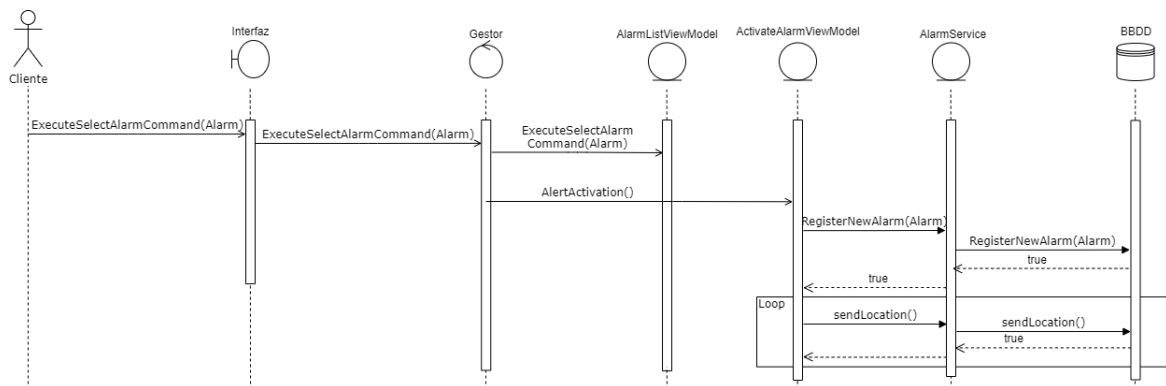 Interfaz
Gestor
AlarmListViewModel
ActivateAlarmViewModel
AlarmService
BBDD
Cliente
ExecuteSelectAlarmCommand(Alarm)
ExecuteSelectAlarmCommand(Alarm)
ExecuteSelectAlarm
Command(Alarm)
AlertActivation()
RegisterNewAlarm(Alarm)
RegisterNewAlarm(Alarm)
true
true
Loop
sendLocation()
sendLocation()
true